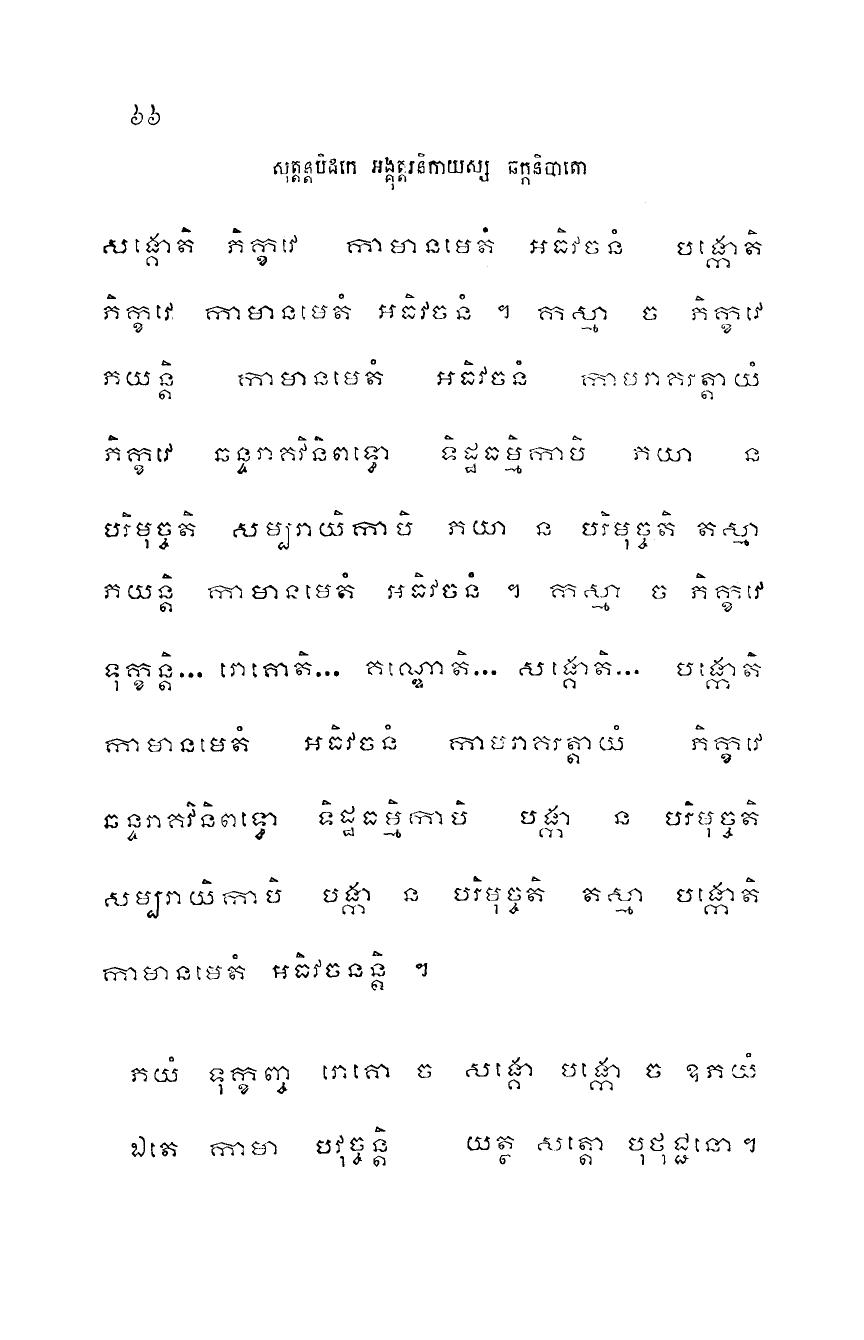 ៦៦
សុត្តន្តបិដកេ អង្គុត្តរនិកាយស្ស ឆក្កនិបាតោ
សង្គោតិ ភិក្ខវេ កាមានមេតំ អធិវចនំ បង្កោតិ
ភិក្ខវេ កាមានមេតំ អធិវចនំ ។ កស្មា ច ភិក្ខវេ
ភយន្តិ កាមានមេតំ អធិវចនំ កាមរាគរត្តាយំ
ភិក្ខវេ ឆន្ទរាគវិនិពទ្ធោ ទិដ្ឋធម្មិកាបិ ភយា ន
បរិមុច្ចតិ សម្បរាយិកាបិ ភយា ន បរិមុច្ចតិ តស្មា
ភយន្តិ កាមានមេតំ អធិវចនំ ។ កស្មា ច ភិក្ខវេ
ទុក្ខន្តិ... រោគោតិ... គណ្ឌោតិ... សង្គោតិ... បង្កោតិ
កាមានមេតំ អធិវចនំ កាមរាគរត្តាយំ ភិក្ខវេ
ឆន្ទរាគវិនិពទ្ធោ ទិដ្ឋធម្មិកាបិ បង្កា ន បរិមុច្ចតិ
សម្បរាយិកាបិ បង្កា ន បរិមុច្ចតិ តស្មា បង្កោតិ
កាមានមេតំ អធិវចនន្តិ ។
ភយំ ទុក្ខញ្ច រោគោ ច សង្គោ បង្កោ ច ឧភយំ
ឯតេ កាមា បវុច្ចន្តិ យត្ថ សត្តោ បុថុជ្ជនោ ។